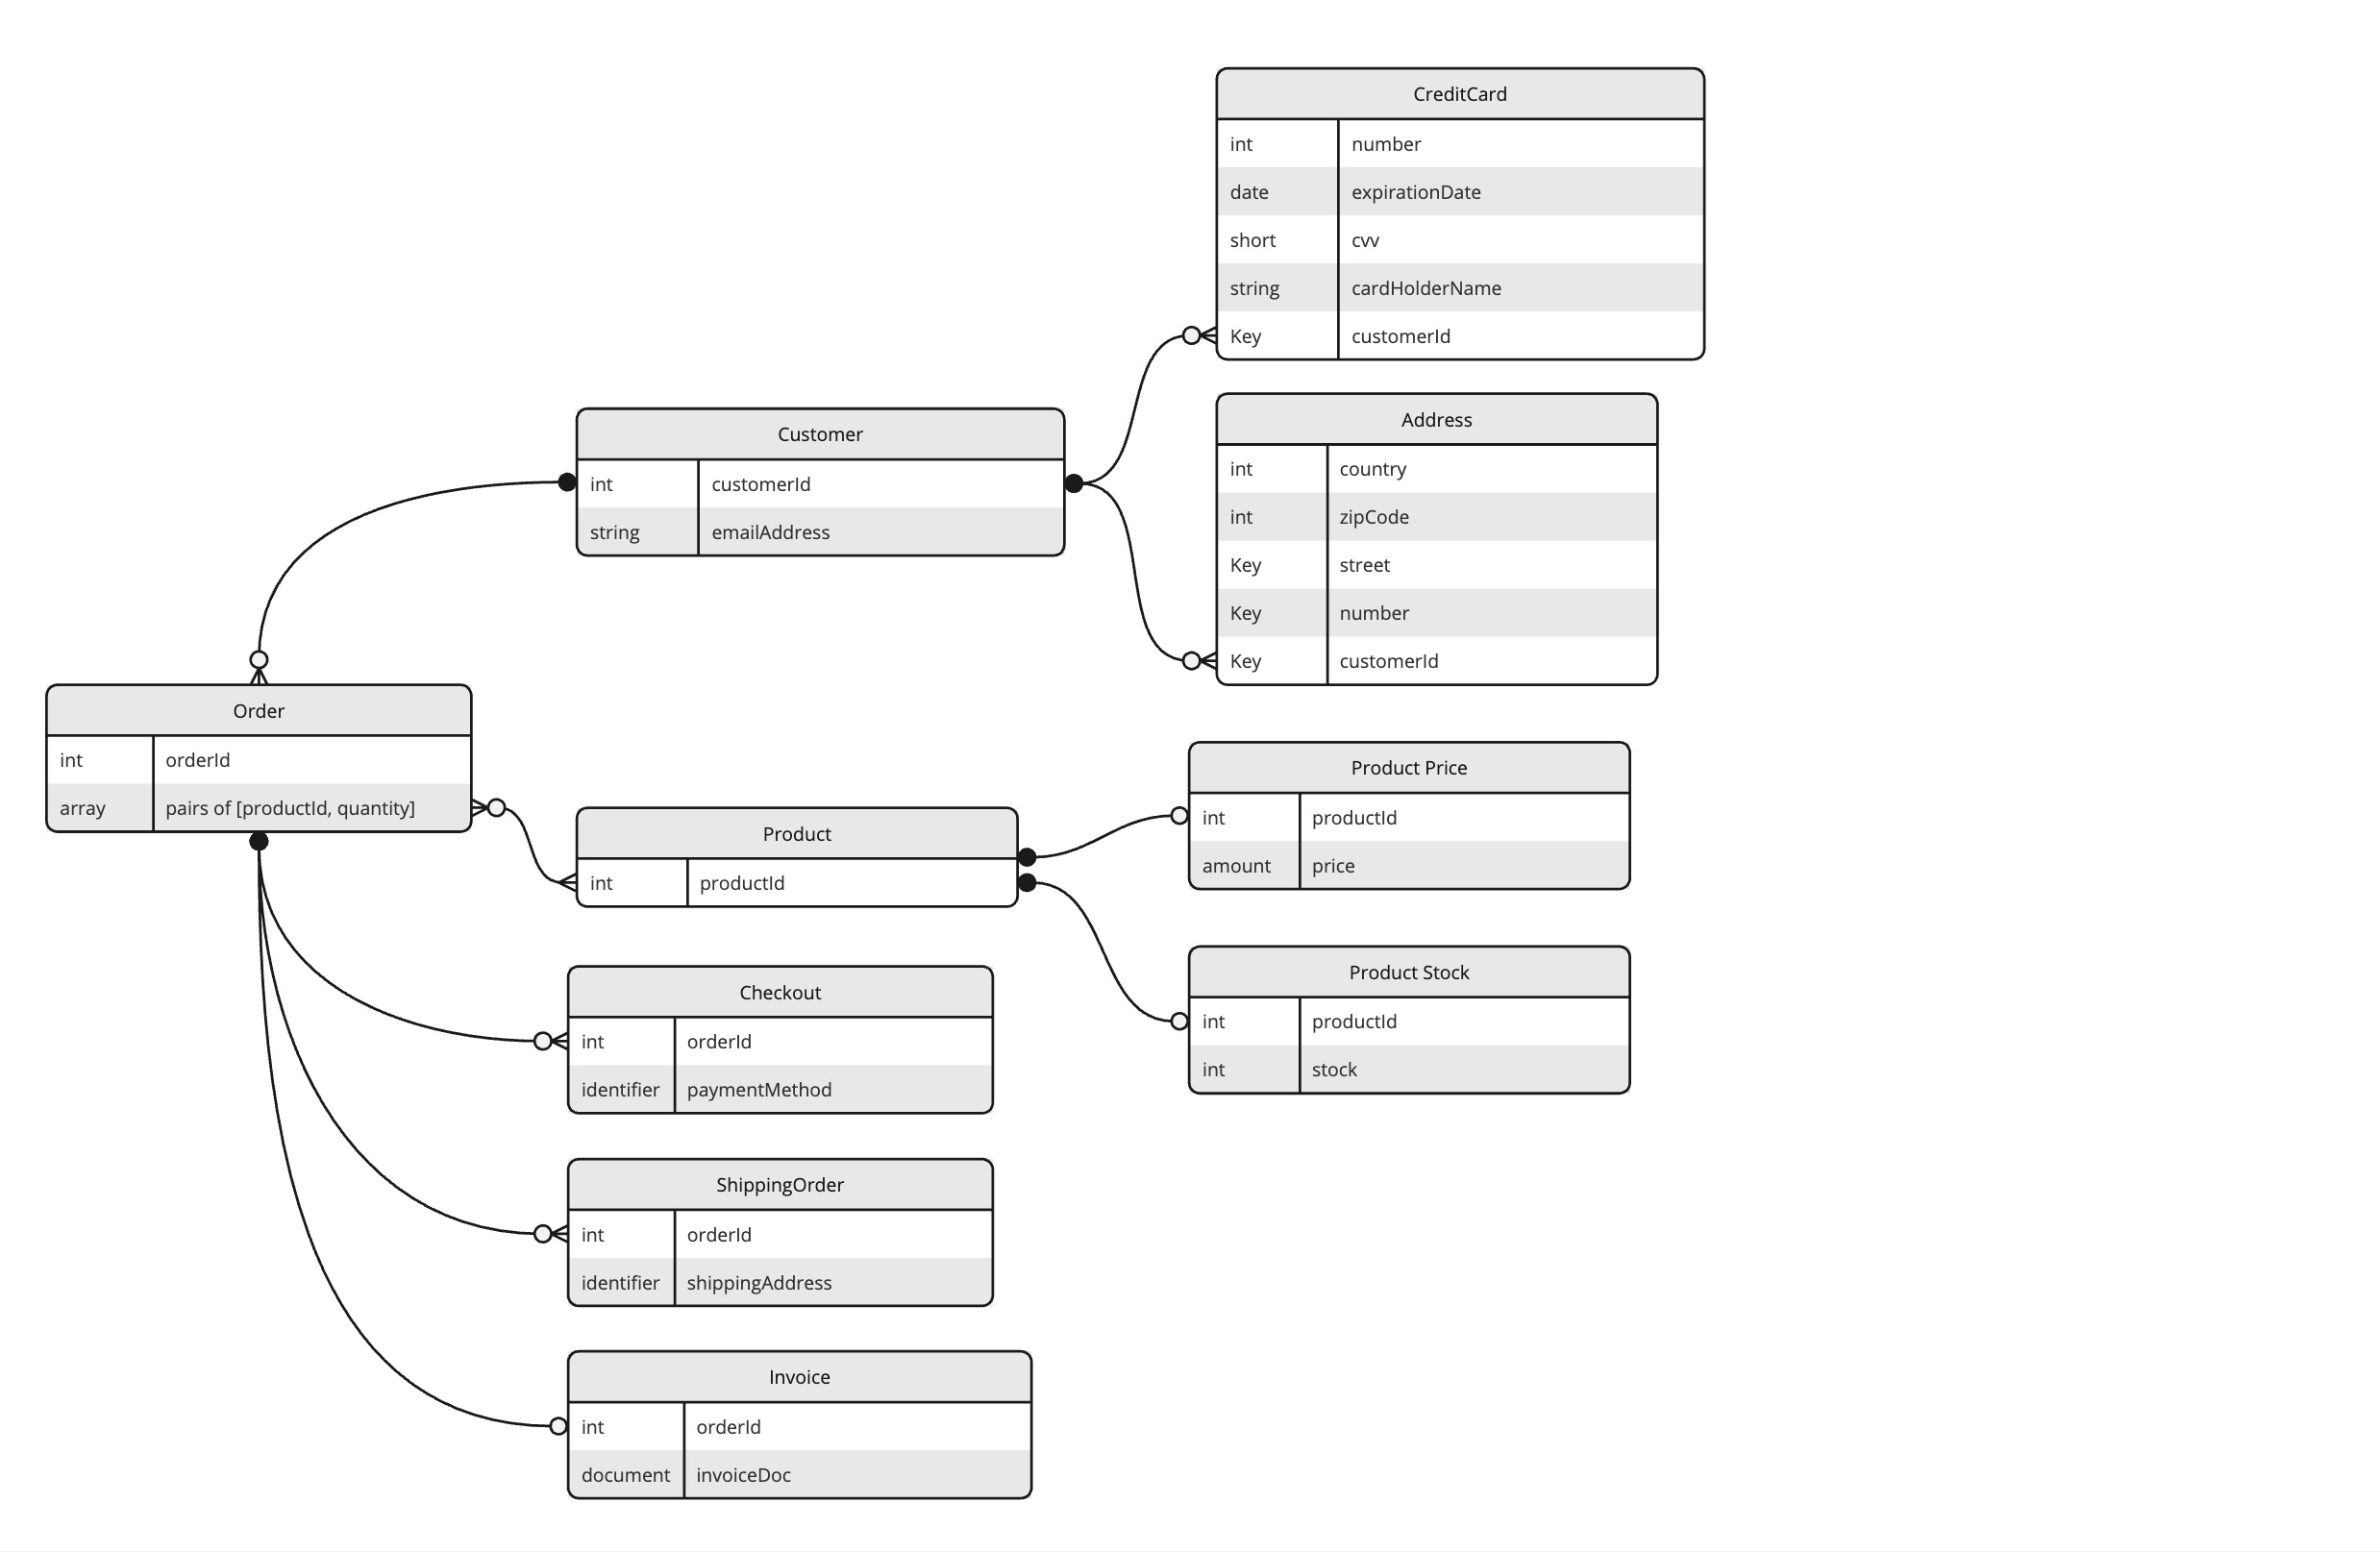 CreditCard
int number
date expirationDate
short cvv
string cardHolderName
Key customerId
Address
int country
int zipCode
Key street
Key number
Key customerId
Customer
int customerId
string emailAddress
Order
int orderId
array pairs of [productId, quantity]
Product
int productId
Product Price
int productId
amount price
Product Stock
int productId
int stock
Checkout
int orderId
identifier paymentMethod
ShippingOrder
int orderId
identifier shippingAddress
Invoice
int orderId
document invoiceDoc